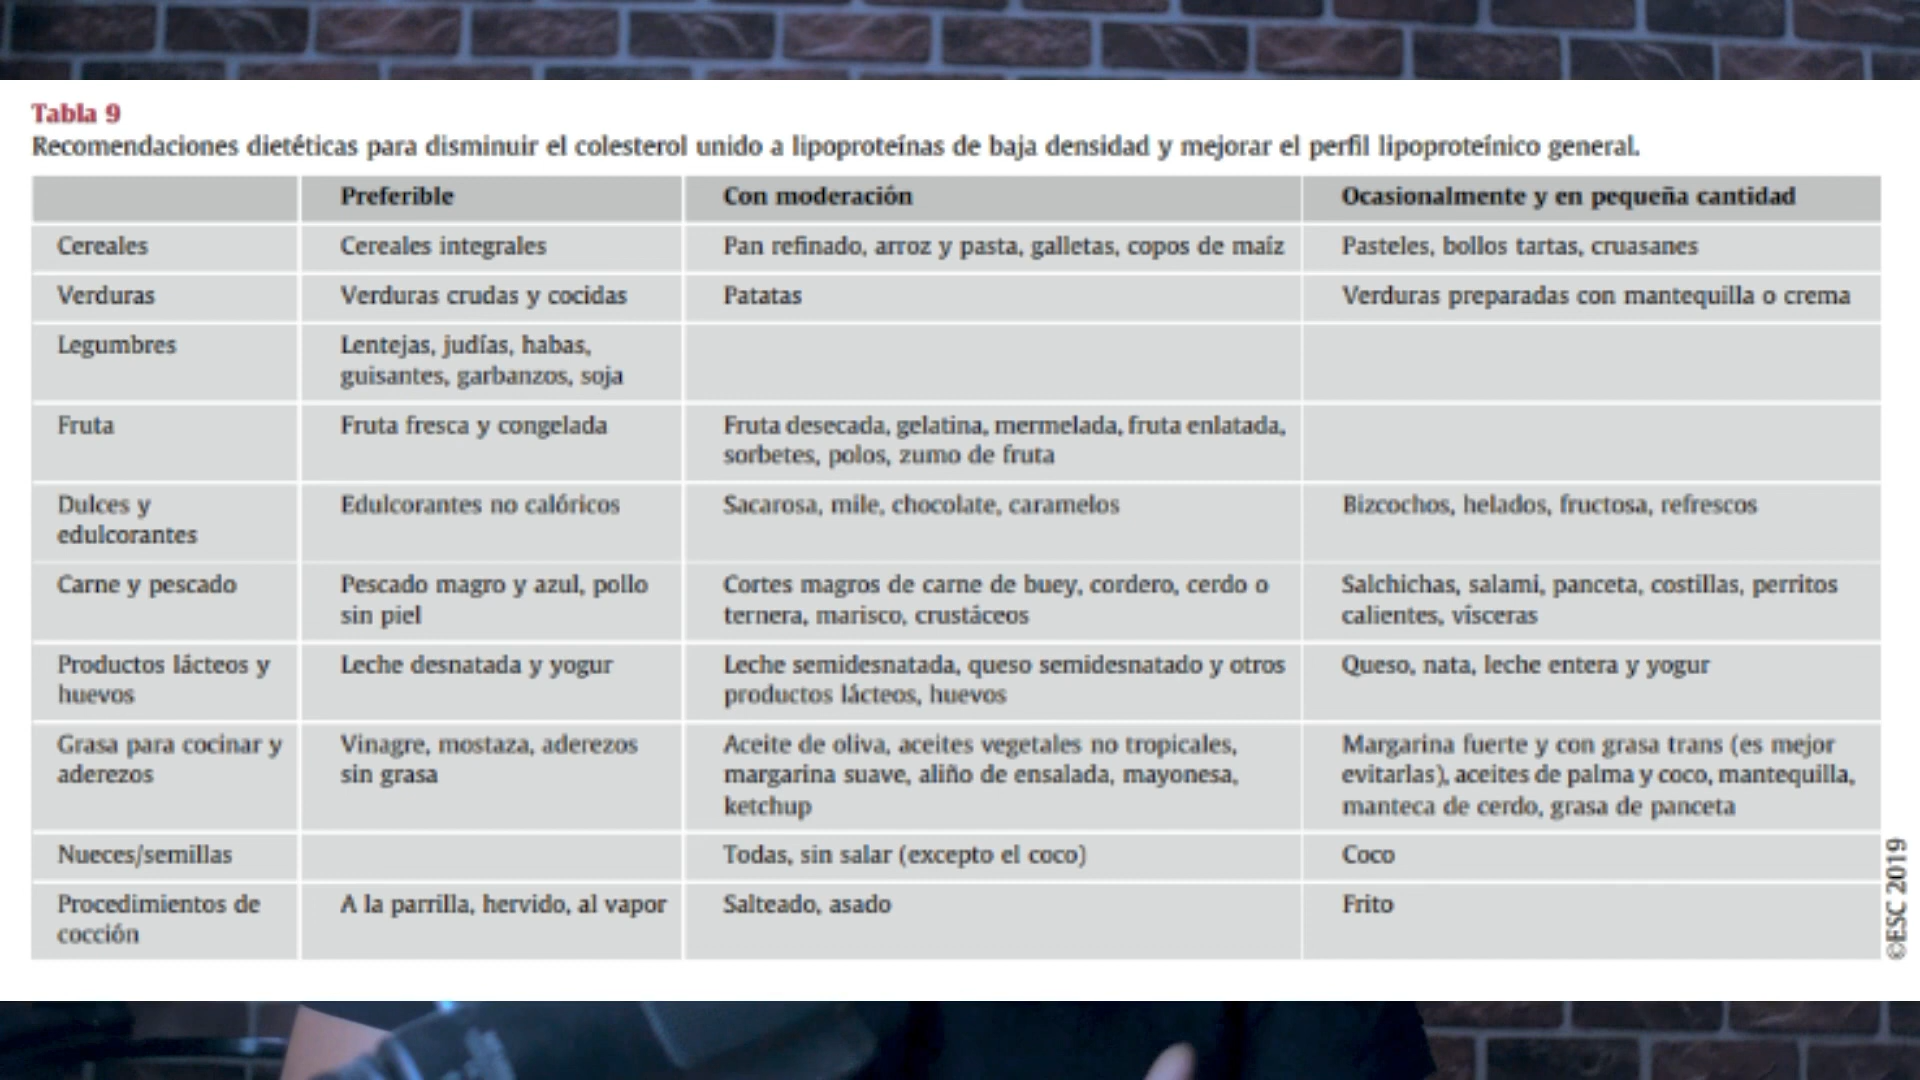 Tabla 9
Recomendaciones dietéticas para disminuir el colesterol unido a lipoproteínas de baja densidad y mejorar el perfil lipoproteínico general.
Preferible Con moderación Ocasionalmente y en pequeña cantidad
Cereales Cereales integrales Pan refinado, arroz y pasta, galletas, copos de maíz Pasteles, bollos tartas, cruasanes
Verduras Verduras crudas y cocidas Patatas Verduras preparadas con mantequilla o crema
Legumbres Lentejas, judías, habas,
guisantes, garbanzos, soja
Fruta Fruta fresca y congelada Fruta desecada, gelatina, mermelada, fruta enlatada,
sorbetes, polos, zumo de fruta
Dulces y Edulcorantes no calóricos Sacarosa, mile, chocolate, caramelos Bizcochos, helados, fructosa, refrescos
edulcorantes
Carne y pescado Pescado magro y azul, pollo Cortes magros de carne de buey, cordero, cerdo o Salchichas, salami, panceta, costillas, perritos
sin piel ternera, marisco, crustáceos calientes, vísceras
Productos lácteos y Leche desnatada y yogur Leche semidesnatada, queso semidesnatado y otros Queso, nata, leche entera y yogur
huevos productos lácteos, huevos
Grasa para cocinar y Vinagre, mostaza, aderezos Aceite de oliva, aceites vegetales no tropicales, Margarina fuerte y con grasa trans (es mejor
aderezos sin grasa margarina suave, aliño de ensalada, mayonesa, evitarlas), aceites de palma y coco, mantequilla,
ketchup manteca de cerdo, grasa de panceta
Nueces/semillas Todas, sin salar (excepto el coco) Coco
Procedimientos de A la parrilla, hervido, al vapor Salteado, asado Frito
cocción
©ESC 2019